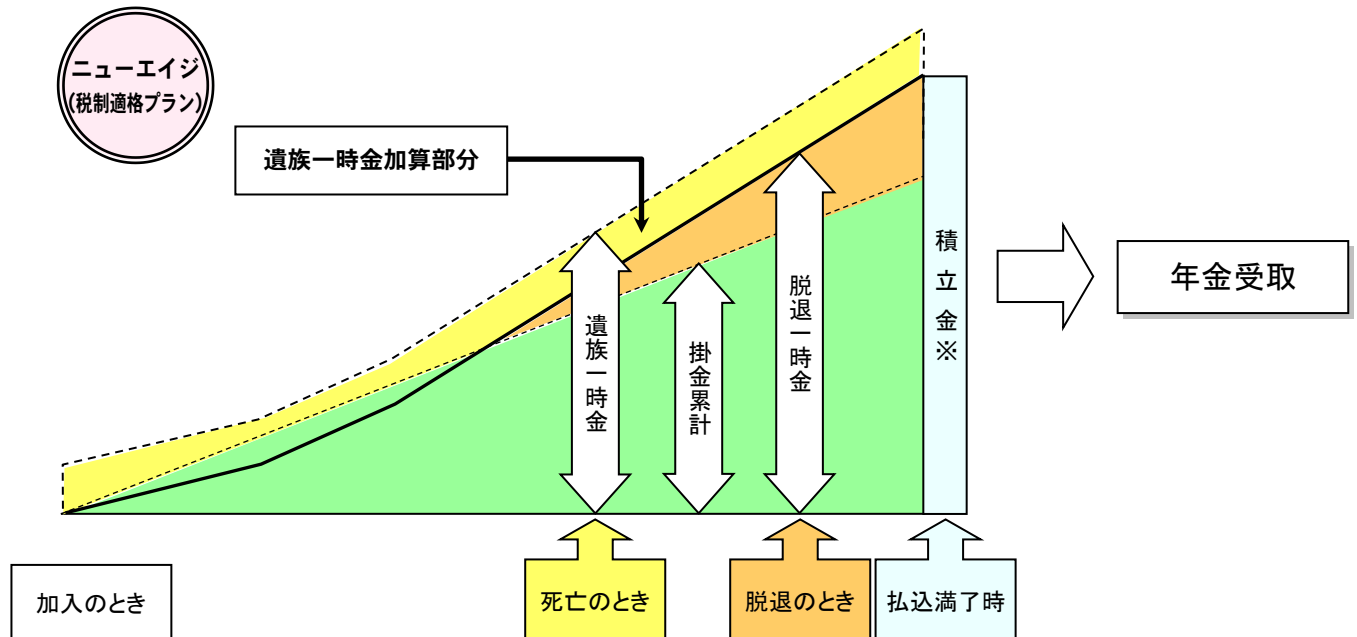 ニューエイジ
(税制適格プラン)
遺族一時金加算部分
遺族一時金
掛金累計
脱退一時金
積立金※
年金受取
加入のとき
死亡のとき
脱退のとき
払込満了時